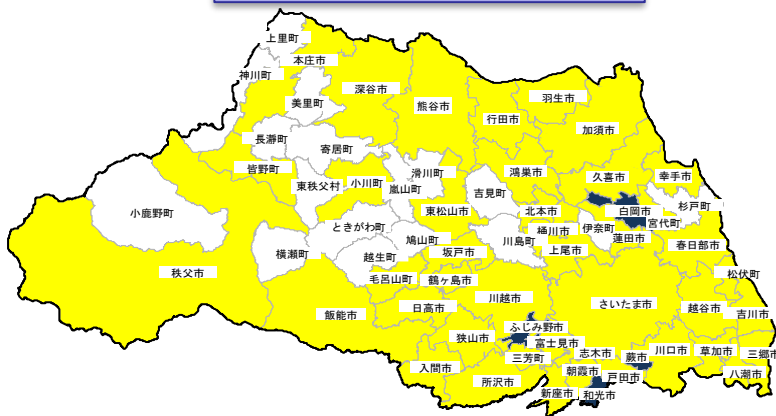 上里町
本庄市
神川町
深谷市
美里町
熊谷市
羽生市
行田市
加須市
長瀞町
寄居町
皆野町
滑川町
鴻巣市
久喜市
幸手市
東秩父村
小川町
嵐山町
吉見町
杉戸町
小鹿野町
東松山市
北本市
白岡市
宮代町
ときがわ町
桶川市
伊奈町
蓮田市
横瀬町
鳩山町
川島町
上尾市
春日部市
坂戸市
越生町
秩父市
毛呂山町
鶴ヶ島市
松伏町
川越市
さいたま市
飯能市
日高市
越谷市
吉川市
ふじみ野市
狭山市
富士見市
三芳町
志木市
蕨市
川口市
草加市
三郷市
入間市
所沢市
朝霞市
戸田市
八潮市
新座市
和光市